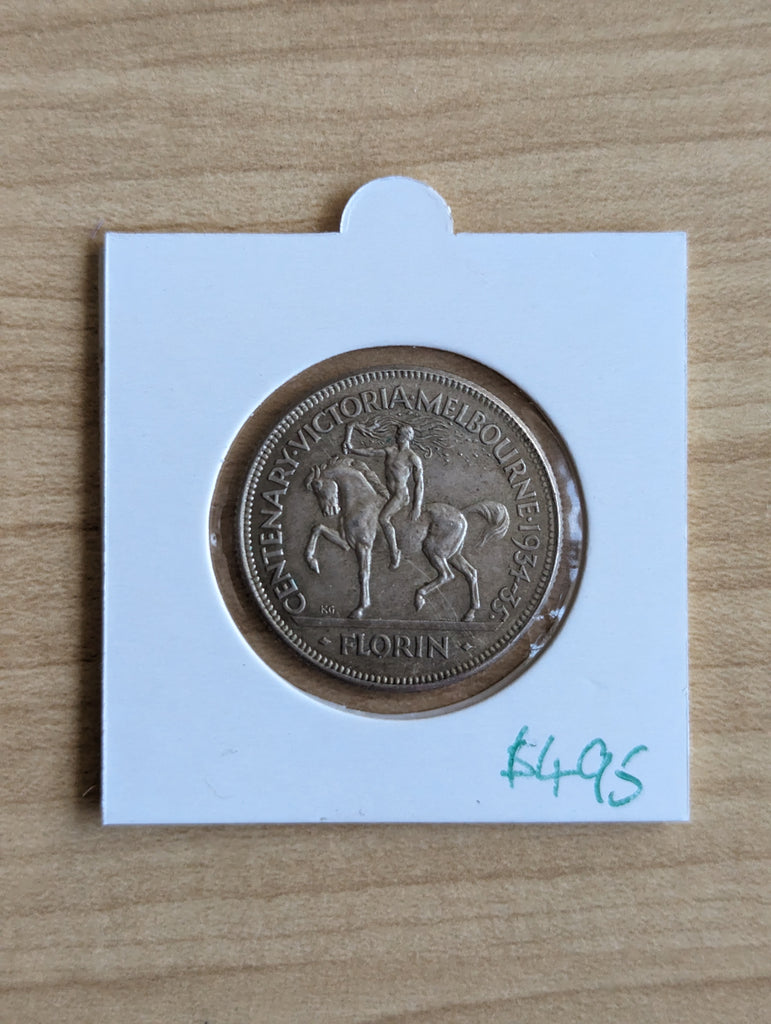 CENTENARY·VICTORIA·MELBOURNE·1934-35·
KG
FLORIN
$495